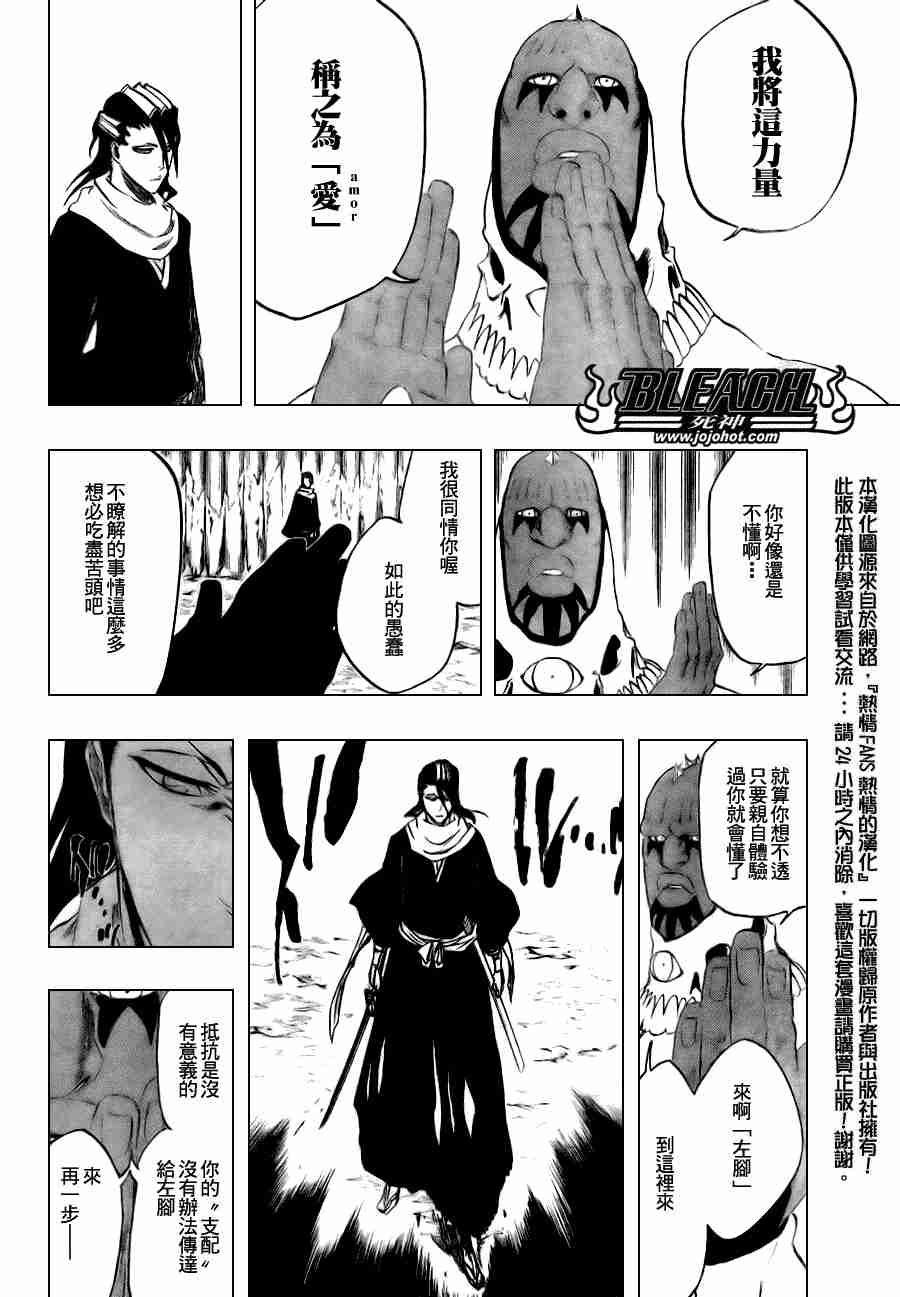 我將這力量
稱之為「愛」
amor
BLEACH
死神
www.jojohot.com
你好像還是
不懂啊…
我很同情你喔
如此的愚蠢
不瞭解的事情這麼多
想必吃盡苦頭吧
就算你想不透
只要親自體驗
過你就會懂了
來啊「左腳」
到這裡來
抵抗是沒
有意義的
你的〝支配〞
沒有辦法傳達
給左腳
來
再一步──
本漢化圖源來自於網路，『熱情FANS 熱情的漢化』一切版權歸原作者與出版社擁有！
此版本僅供學習試看交流... 請 24 小時之內消除，喜歡這套漫畫請購買正版！謝謝。